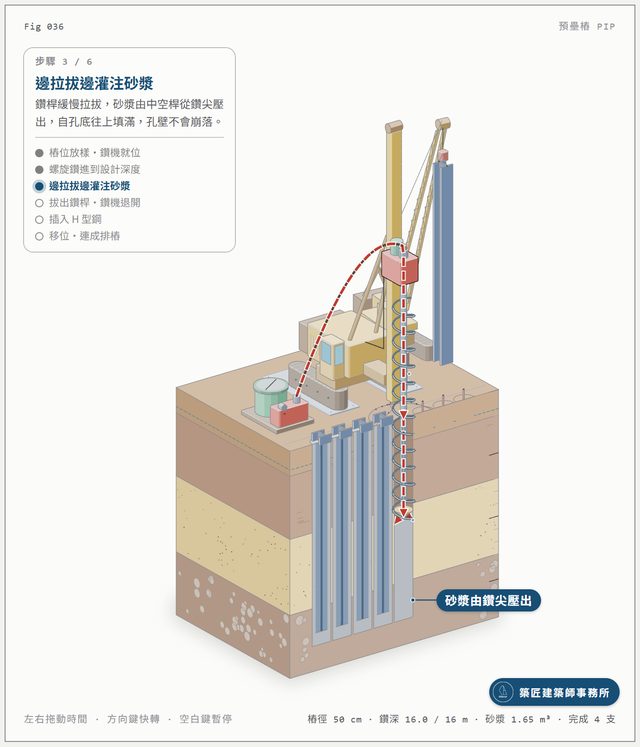 Fig 036
預壘樁 PIP
步驟 3 / 6
邊拉拔邊灌注砂漿
鑽桿緩慢拉拔，砂漿由中空桿從鑽尖壓
出，自孔底往上填滿，孔壁不會崩落。
樁位放樣・鑽機就位
螺旋鑽進到設計深度
邊拉拔邊灌注砂漿
拔出鑽桿・鑽機退開
插入 H 型鋼
移位・連成排樁
砂漿由鑽尖壓出
築匠建築師事務所
左右拖動時間 · 方向鍵快轉 · 空白鍵暫停
樁徑 50 cm · 鑽深 16.0 / 16 m · 砂漿 1.65 m³ · 完成 4 支